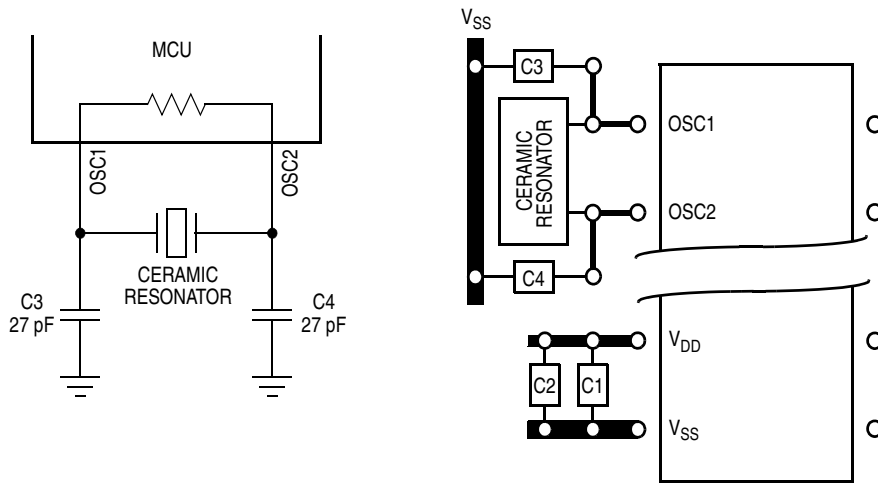 MCU
OSC1
OSC2
CERAMIC
RESONATOR
C3
27 pF
C4
27 pF
VSS
C3
CERAMIC
RESONATOR
C4
OSC1
OSC2
VDD
C2
C1
VSS